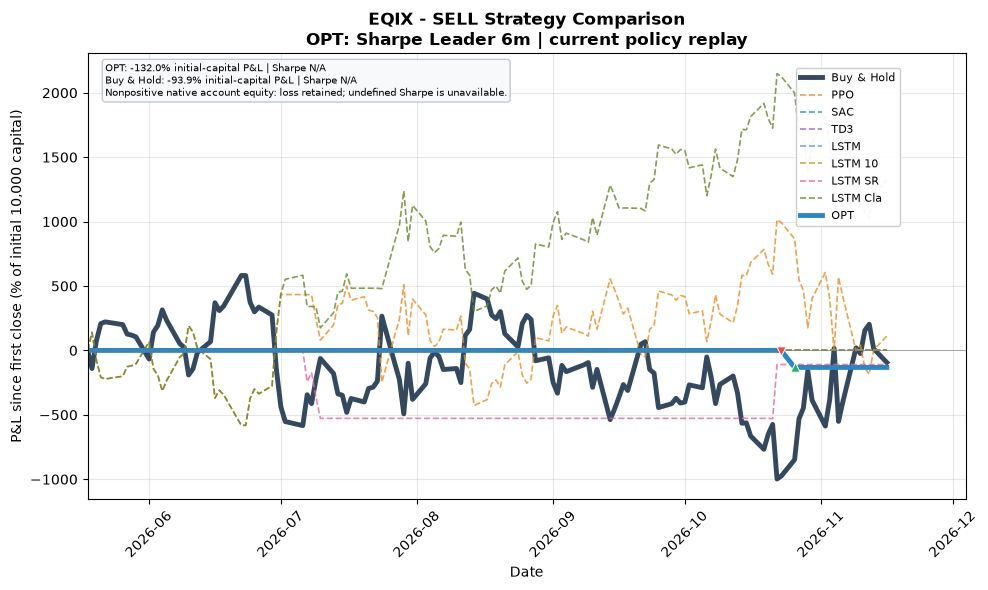 EQIX - SELL Strategy Comparison
OPT: Sharpe Leader 6m | current policy replay
OPT: -132.0% initial-capital P&L | Sharpe N/A
Buy & Hold: -93.9% initial-capital P&L | Sharpe N/A
Nonpositive native account equity: loss retained; undefined Sharpe is unavailable.
Buy & Hold
PPO
SAC
TD3
LSTM
LSTM 10
LSTM SR
LSTM Cla
OPT
P&L since first close (% of initial 10,000 capital)
2000
1500
1000
500
0
−500
−1000
2026-06
2026-07
2026-08
2026-09
2026-10
2026-11
2026-12
Date